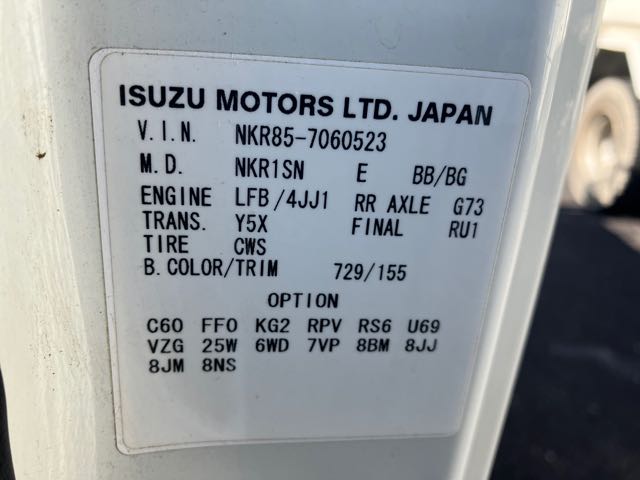 ISUZU MOTORS LTD. JAPAN
V.I.N. NKR85-7060523
M.D. NKR1SN E BB/BG
ENGINE LFB/4JJ1 RR AXLE G73
TRANS. Y5X FINAL RU1
TIRE CWS
B.COLOR/TRIM 729/155
OPTION
C60 FFO KG2 RPV RS6 U69
VZG 25W 6WD 7VP 8BM 8JJ
8JM 8NS